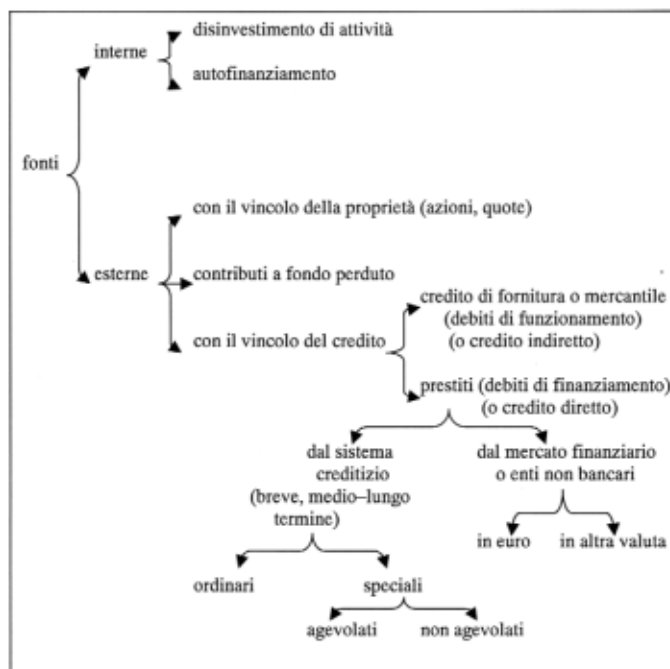 disinvestimento di attività
interne
autofinanziamento
fonti
con il vincolo della proprietà (azioni, quote)
esterne
contributi a fondo perduto
credito di fornitura o mercantile
(debiti di funzionamento)
con il vincolo del credito
(o credito indiretto)
prestiti (debiti di finanziamento)
(o credito diretto)
dal sistema
creditizio
(breve, medio–lungo
termine)
dal mercato finanziario
o enti non bancari
in euro
in altra valuta
ordinari
speciali
agevolati
non agevolati